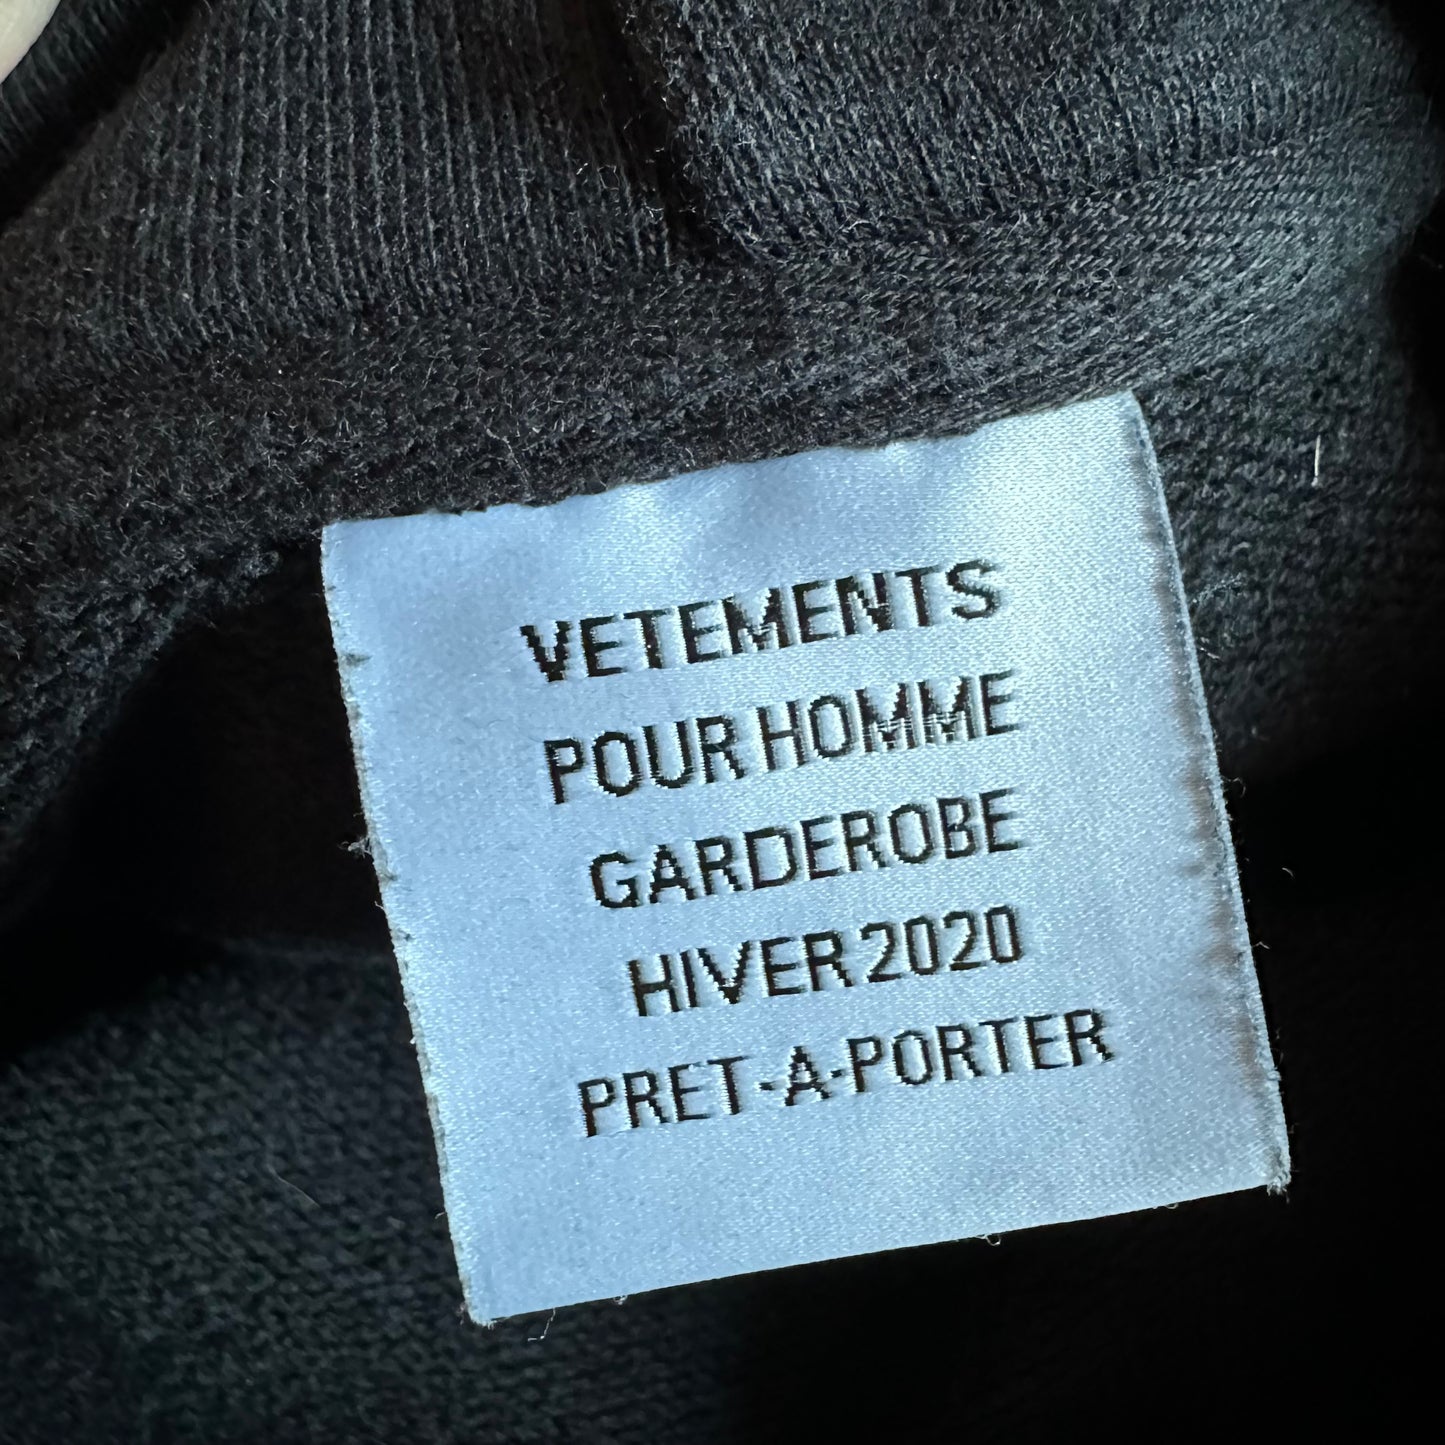 VETEMENTS
POUR HOMME
GARDEROBE
HIVER 2020
PRET-A-PORTER